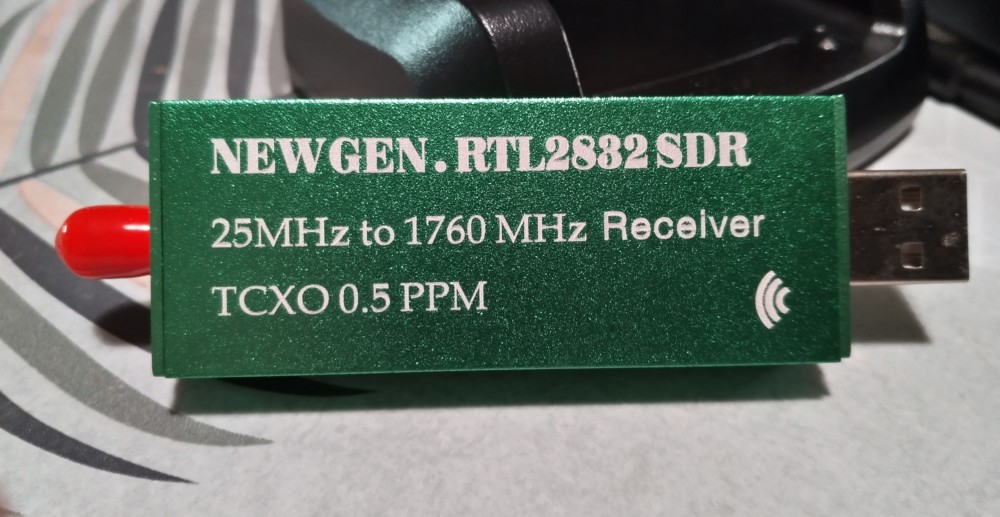 NEWGEN.RTL2832 SDR
25MHz to 1760 MHz Receiver
TCXO 0.5 PPM